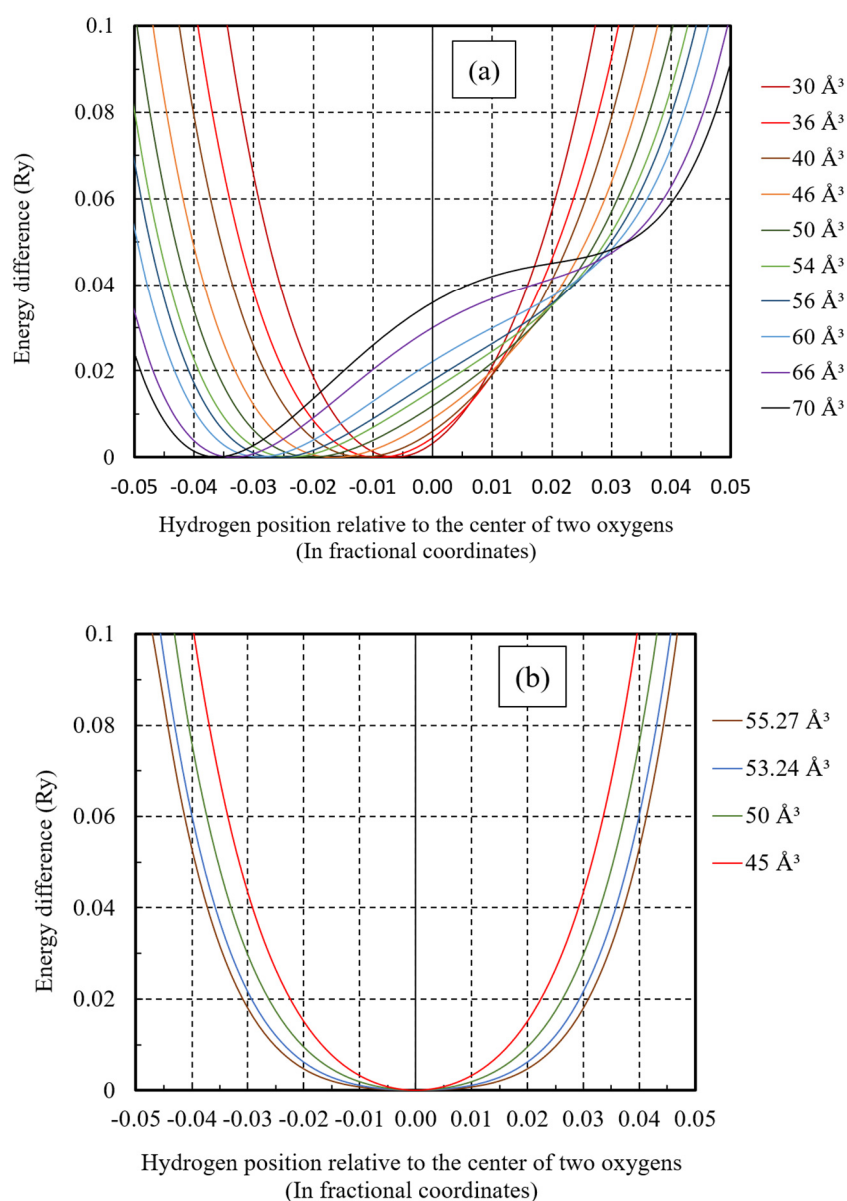 (a)
Energy difference (Ry)
0.1
0.08
0.06
0.04
0.02
0
-0.05 -0.04 -0.03 -0.02 -0.01 0.00 0.01 0.02 0.03 0.04 0.05
Hydrogen position relative to the center of two oxygens
(In fractional coordinates)
30 Å³
36 Å³
40 Å³
46 Å³
50 Å³
54 Å³
56 Å³
60 Å³
66 Å³
70 Å³
(b)
Energy difference (Ry)
0.1
0.08
0.06
0.04
0.02
0
-0.05 -0.04 -0.03 -0.02 -0.01 0.00 0.01 0.02 0.03 0.04 0.05
Hydrogen position relative to the center of two oxygens
(In fractional coordinates)
55.27 Å³
53.24 Å³
50 Å³
45 Å³